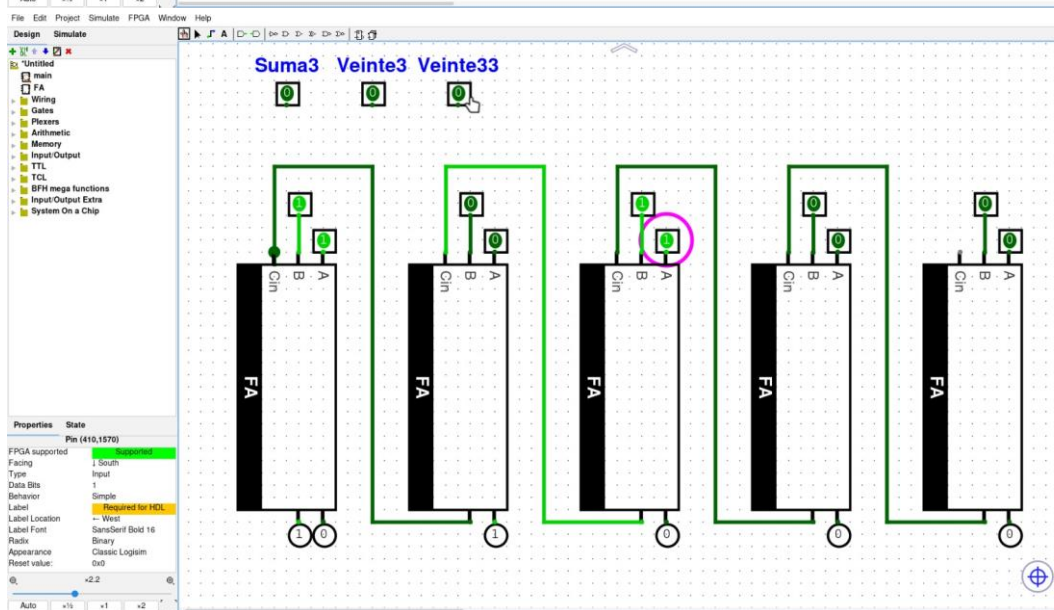 Auto ×½ ×1 ×2
File Edit Project Simulate FPGA Window Help
Design Simulate
*Untitled
main
FA
Wiring
Gates
Plexers
Arithmetic
Memory
Input/Output
TTL
TCL
BFH mega functions
Input/Output Extra
System On a Chip
Suma3 Veinte3 Veinte33
0 0 0
1 0 1 0 0
1 0 1 0 0
Cin B A Cin B A Cin B A Cin B A Cin B A
FA FA FA FA FA
1 0 1 0 0 0
Properties State
Pin (410,1570)
FPGA supported Supported
Facing ↓ South
Type Input
Data Bits 1
Behavior Simple
Label Required for HDL
Label Location ← West
Label Font SansSerif Bold 16
Radix Binary
Appearance Classic Logisim
Reset value: 0x0
×2.2
Auto ×½ ×1 ×2